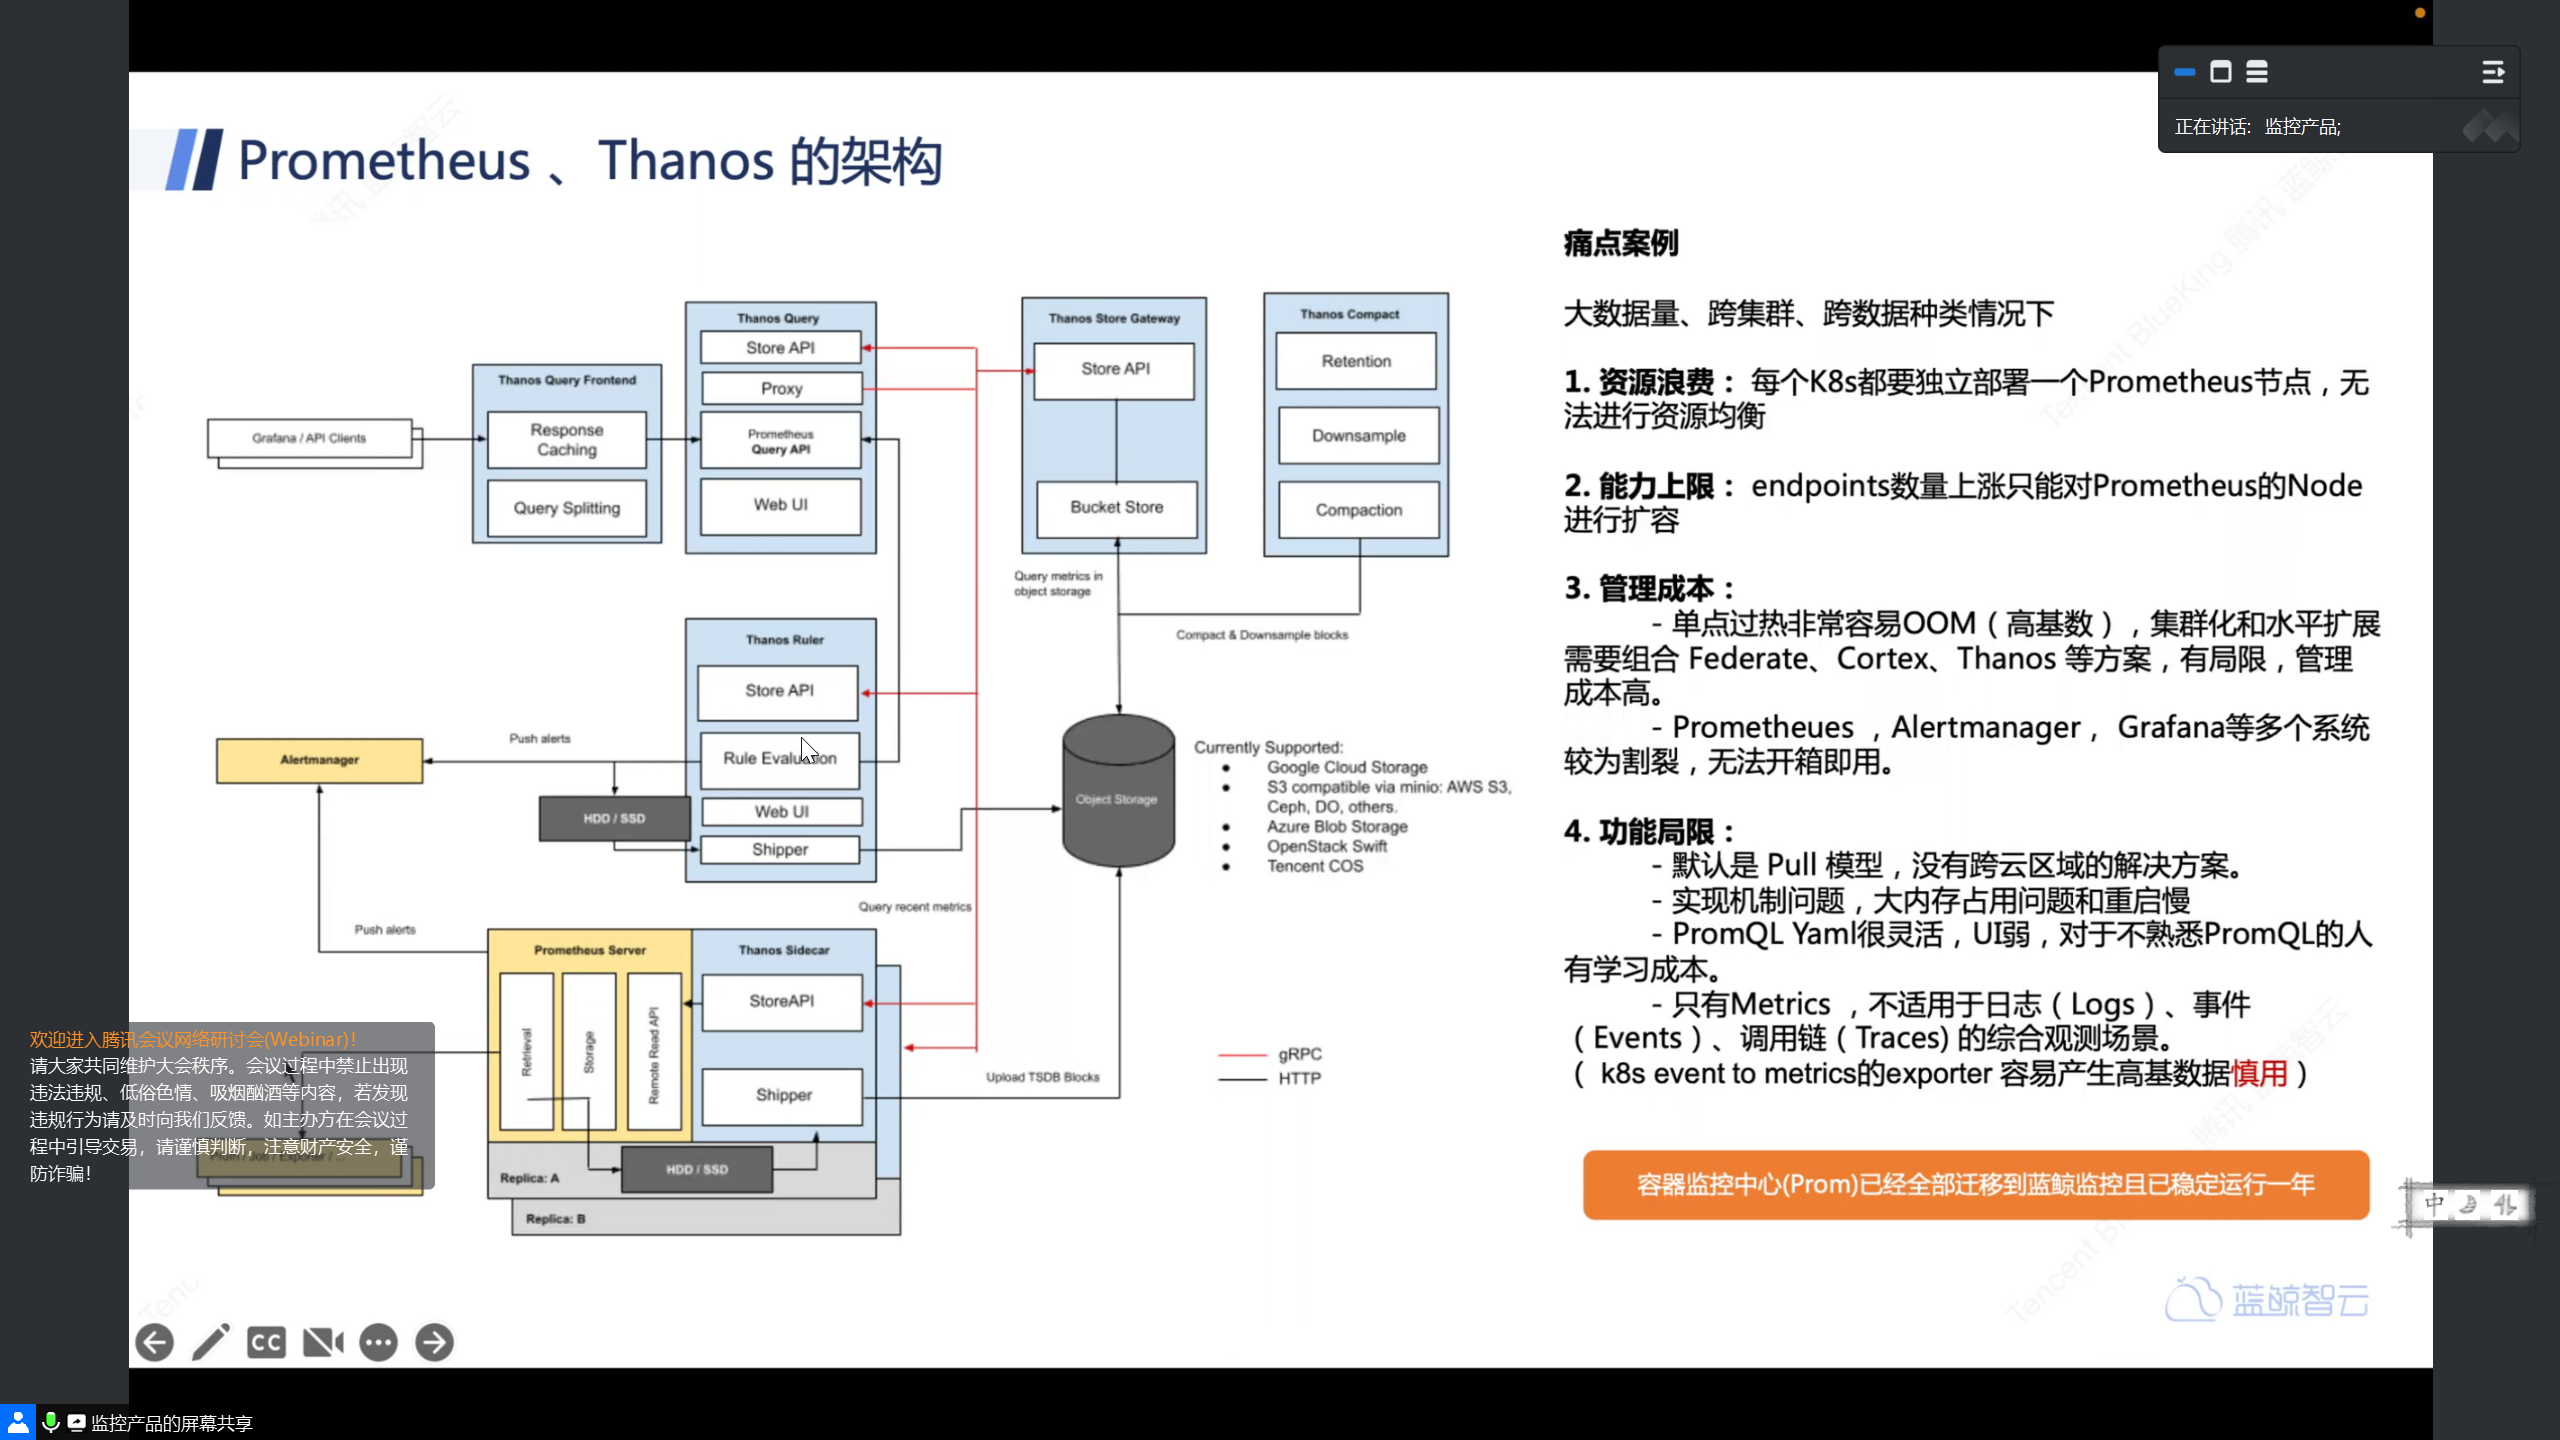 Prometheus 、Thanos 的架构
正在讲话: 监控产品;
Grafana / API Clients
Thanos Query Frontend
Response
Caching
Query Splitting
Thanos Query
Store API
Proxy
Prometheus
Query API
Web UI
Thanos Store Gateway
Store API
Bucket Store
Thanos Compact
Retention
Downsample
Compaction
Query metrics in
object storage
Compact & Downsample blocks
Thanos Ruler
Store API
Rule Evaluation
Web UI
Shipper
Push alerts
Alertmanager
HDD / SSD
Object Storage
Currently Supported:
Google Cloud Storage
S3 compatible via minio: AWS S3,
Ceph, DO, others.
Azure Blob Storage
OpenStack Swift
Tencent COS
Query recent metrics
Push alerts
Prometheus Server
Retrieval
Storage
Remote Read API
Thanos Sidecar
StoreAPI
Shipper
Upload TSDB Blocks
gRPC
HTTP
HDD / SSD
Replica: A
Replica: B
Prom / Job / Exporter /
痛点案例
大数据量、跨集群、跨数据种类情况下
1. 资源浪费： 每个K8s都要独立部署一个Prometheus节点，无
法进行资源均衡
2. 能力上限： endpoints数量上涨只能对Prometheus的Node
进行扩容
3. 管理成本：
- 单点过热非常容易OOM（高基数），集群化和水平扩展
需要组合 Federate、Cortex、Thanos 等方案，有局限，管理
成本高。
- Prometheues ，Alertmanager， Grafana等多个系统
较为割裂，无法开箱即用。
4. 功能局限：
- 默认是 Pull 模型，没有跨云区域的解决方案。
- 实现机制问题，大内存占用问题和重启慢
- PromQL Yaml很灵活，UI弱，对于不熟悉PromQL的人
有学习成本。
- 只有Metrics ，不适用于日志（Logs）、事件
（Events）、调用链（Traces) 的综合观测场景。
（ k8s event to metrics的exporter 容易产生高基数据慎用）
容器监控中心(Prom)已经全部迁移到蓝鲸监控且已稳定运行一年
蓝鲸智云
欢迎进入腾讯会议网络研讨会(Webinar)!
请大家共同维护大会秩序。会议过程中禁止出现
违法违规、低俗色情、吸烟酗酒等内容，若发现
违规行为请及时向我们反馈。如主办方在会议过
程中引导交易，请谨慎判断，注意财产安全，谨
防诈骗！
CC
中
监控产品的屏幕共享
Tencent BlueKing 腾讯 蓝鲸
腾讯 蓝鲸智云